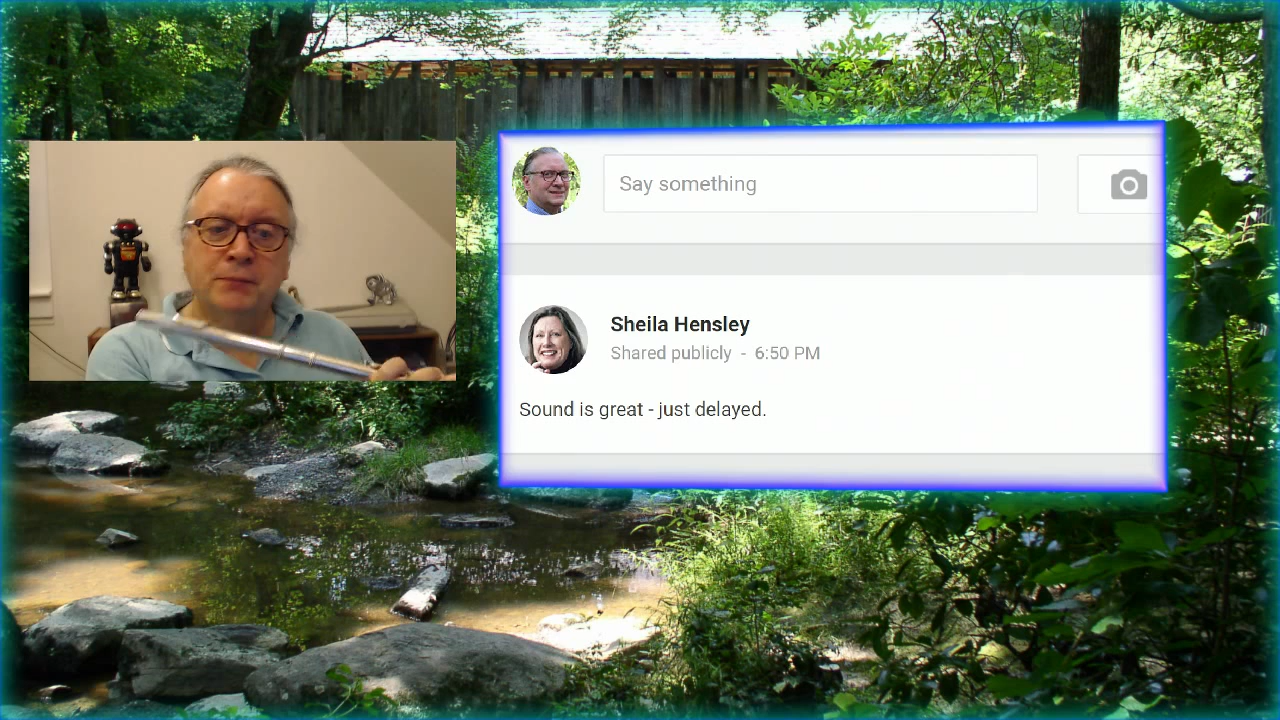 Say something
Sheila Hensley
Shared publicly - 6:50 PM
Sound is great - just delayed.